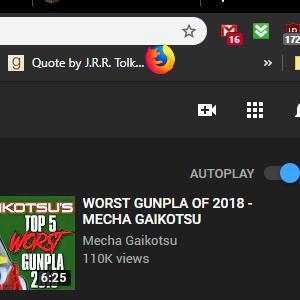 16
172
g Quote by J.R.R. Tolk...
»
AUTOPLAY
IKOTSU'S
TOP 5
WORST
GUNPLA
6:25
WORST GUNPLA OF 2018 -
MECHA GAIKOTSU
Mecha Gaikotsu
110K views